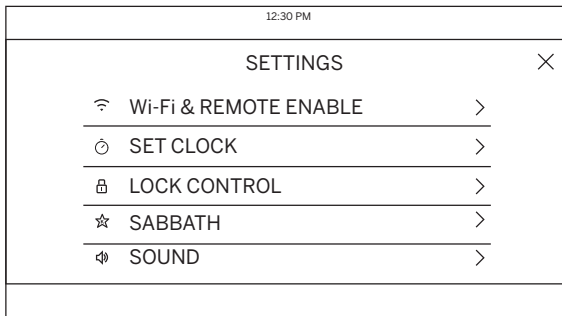 12:30 PM
SETTINGS
Wi-Fi & REMOTE ENABLE
SET CLOCK
LOCK CONTROL
SABBATH
SOUND